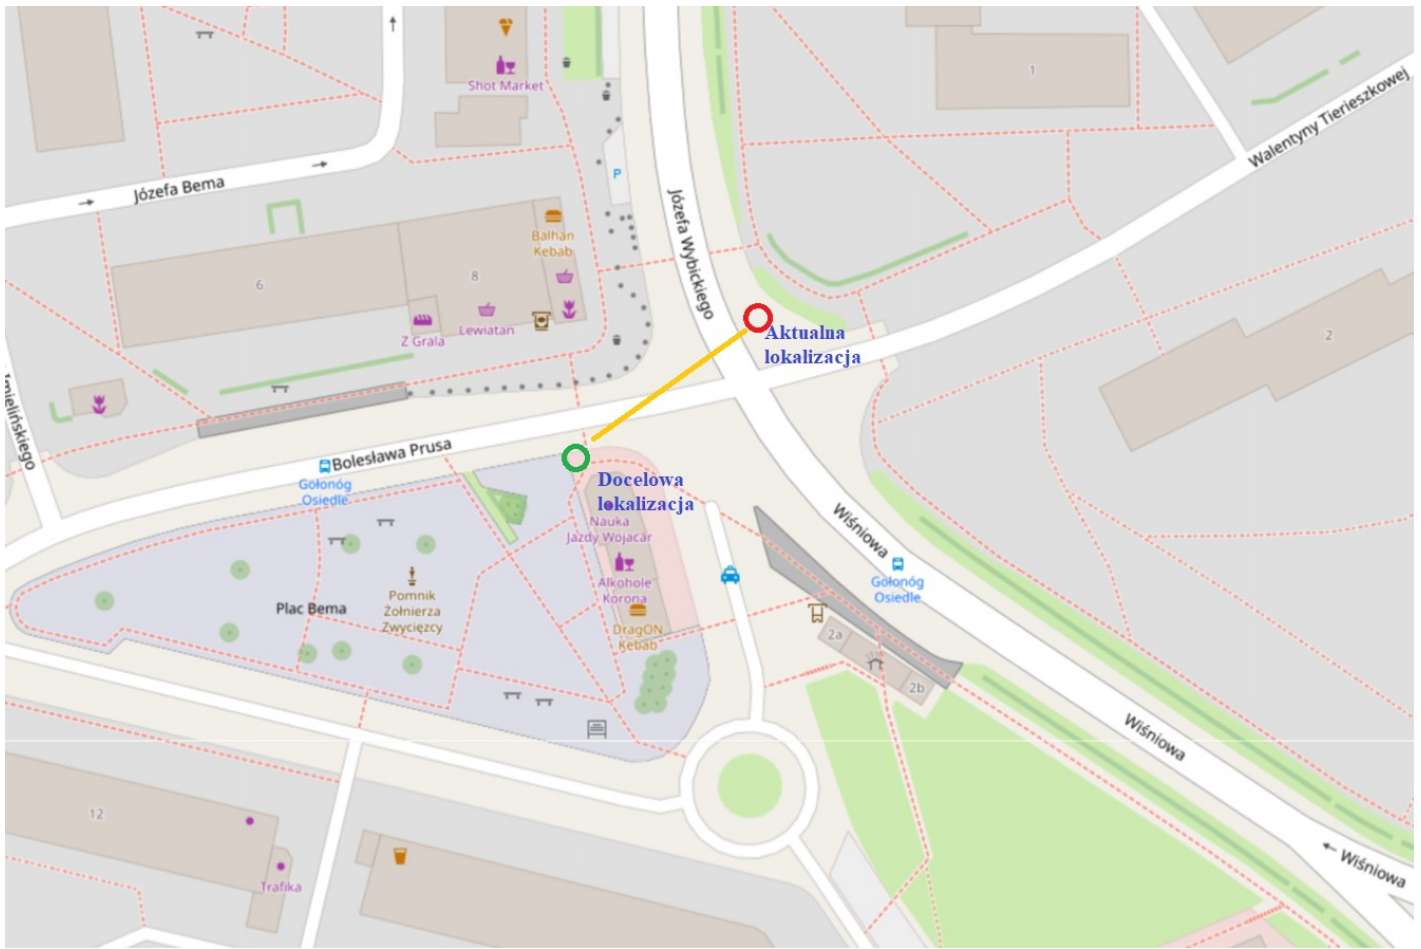 Shot Market
1
Walentyny Tierieszkowej
P
Józefa Bema
Józefa Wybickiego
Balhan
Kebab
6
8
Lewiatan
Z Grala
Aktualna
lokalizacja
2
Bolesława Prusa
Gołonóg
Osiedle
Docelowa
lokalizacja
Nauka
Jazdy Wojacar
Wiśniowa
Gołonóg
Osiedle
Alkohole
Korona
Pomnik
Żołnierza
Zwycięzcy
Plac Bema
DragON
Kebab
2a
2b
Wiśniowa
12
Trafika
Wiśniowa